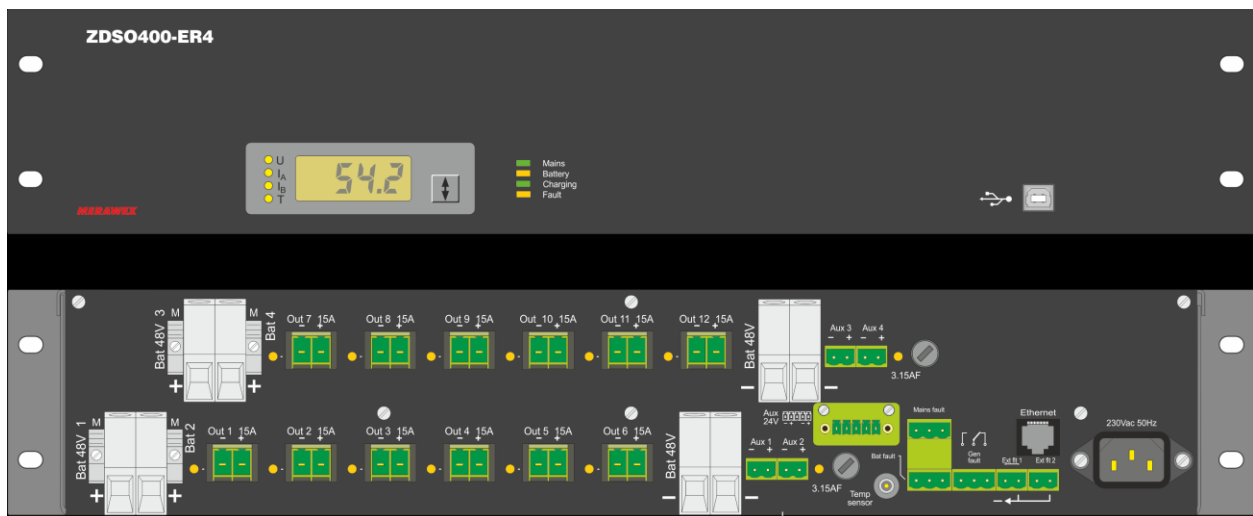 ZDSO400-ER4
U
IA
IB
T
54.2
Mains
Battery
Charging
Fault
MERAWEX
Bat 48V 3
M
M
Bat 4
+
+
Out 7 15A
- +
Out 8 15A
- +
Out 9 15A
- +
Out 10 15A
- +
Out 11 15A
- +
Out 12 15A
- +
Bat 48V
-
-
Aux 3 Aux 4
- + - +
3.15AF
Bat 48V 1
M
M
Bat 2
+
+
Out 1 15A
- +
Out 2 15A
- +
Out 3 15A
- +
Out 4 15A
- +
Out 5 15A
- +
Out 6 15A
- +
Bat 48V
-
-
Aux
24V
- + - +
Aux 1 Aux 2
- + - +
3.15AF
Temp
sensor
Bat fault
Mains fault
Gen
fault
Ethernet
Ext flt 1
Ext flt 2
-
230Vac 50Hz